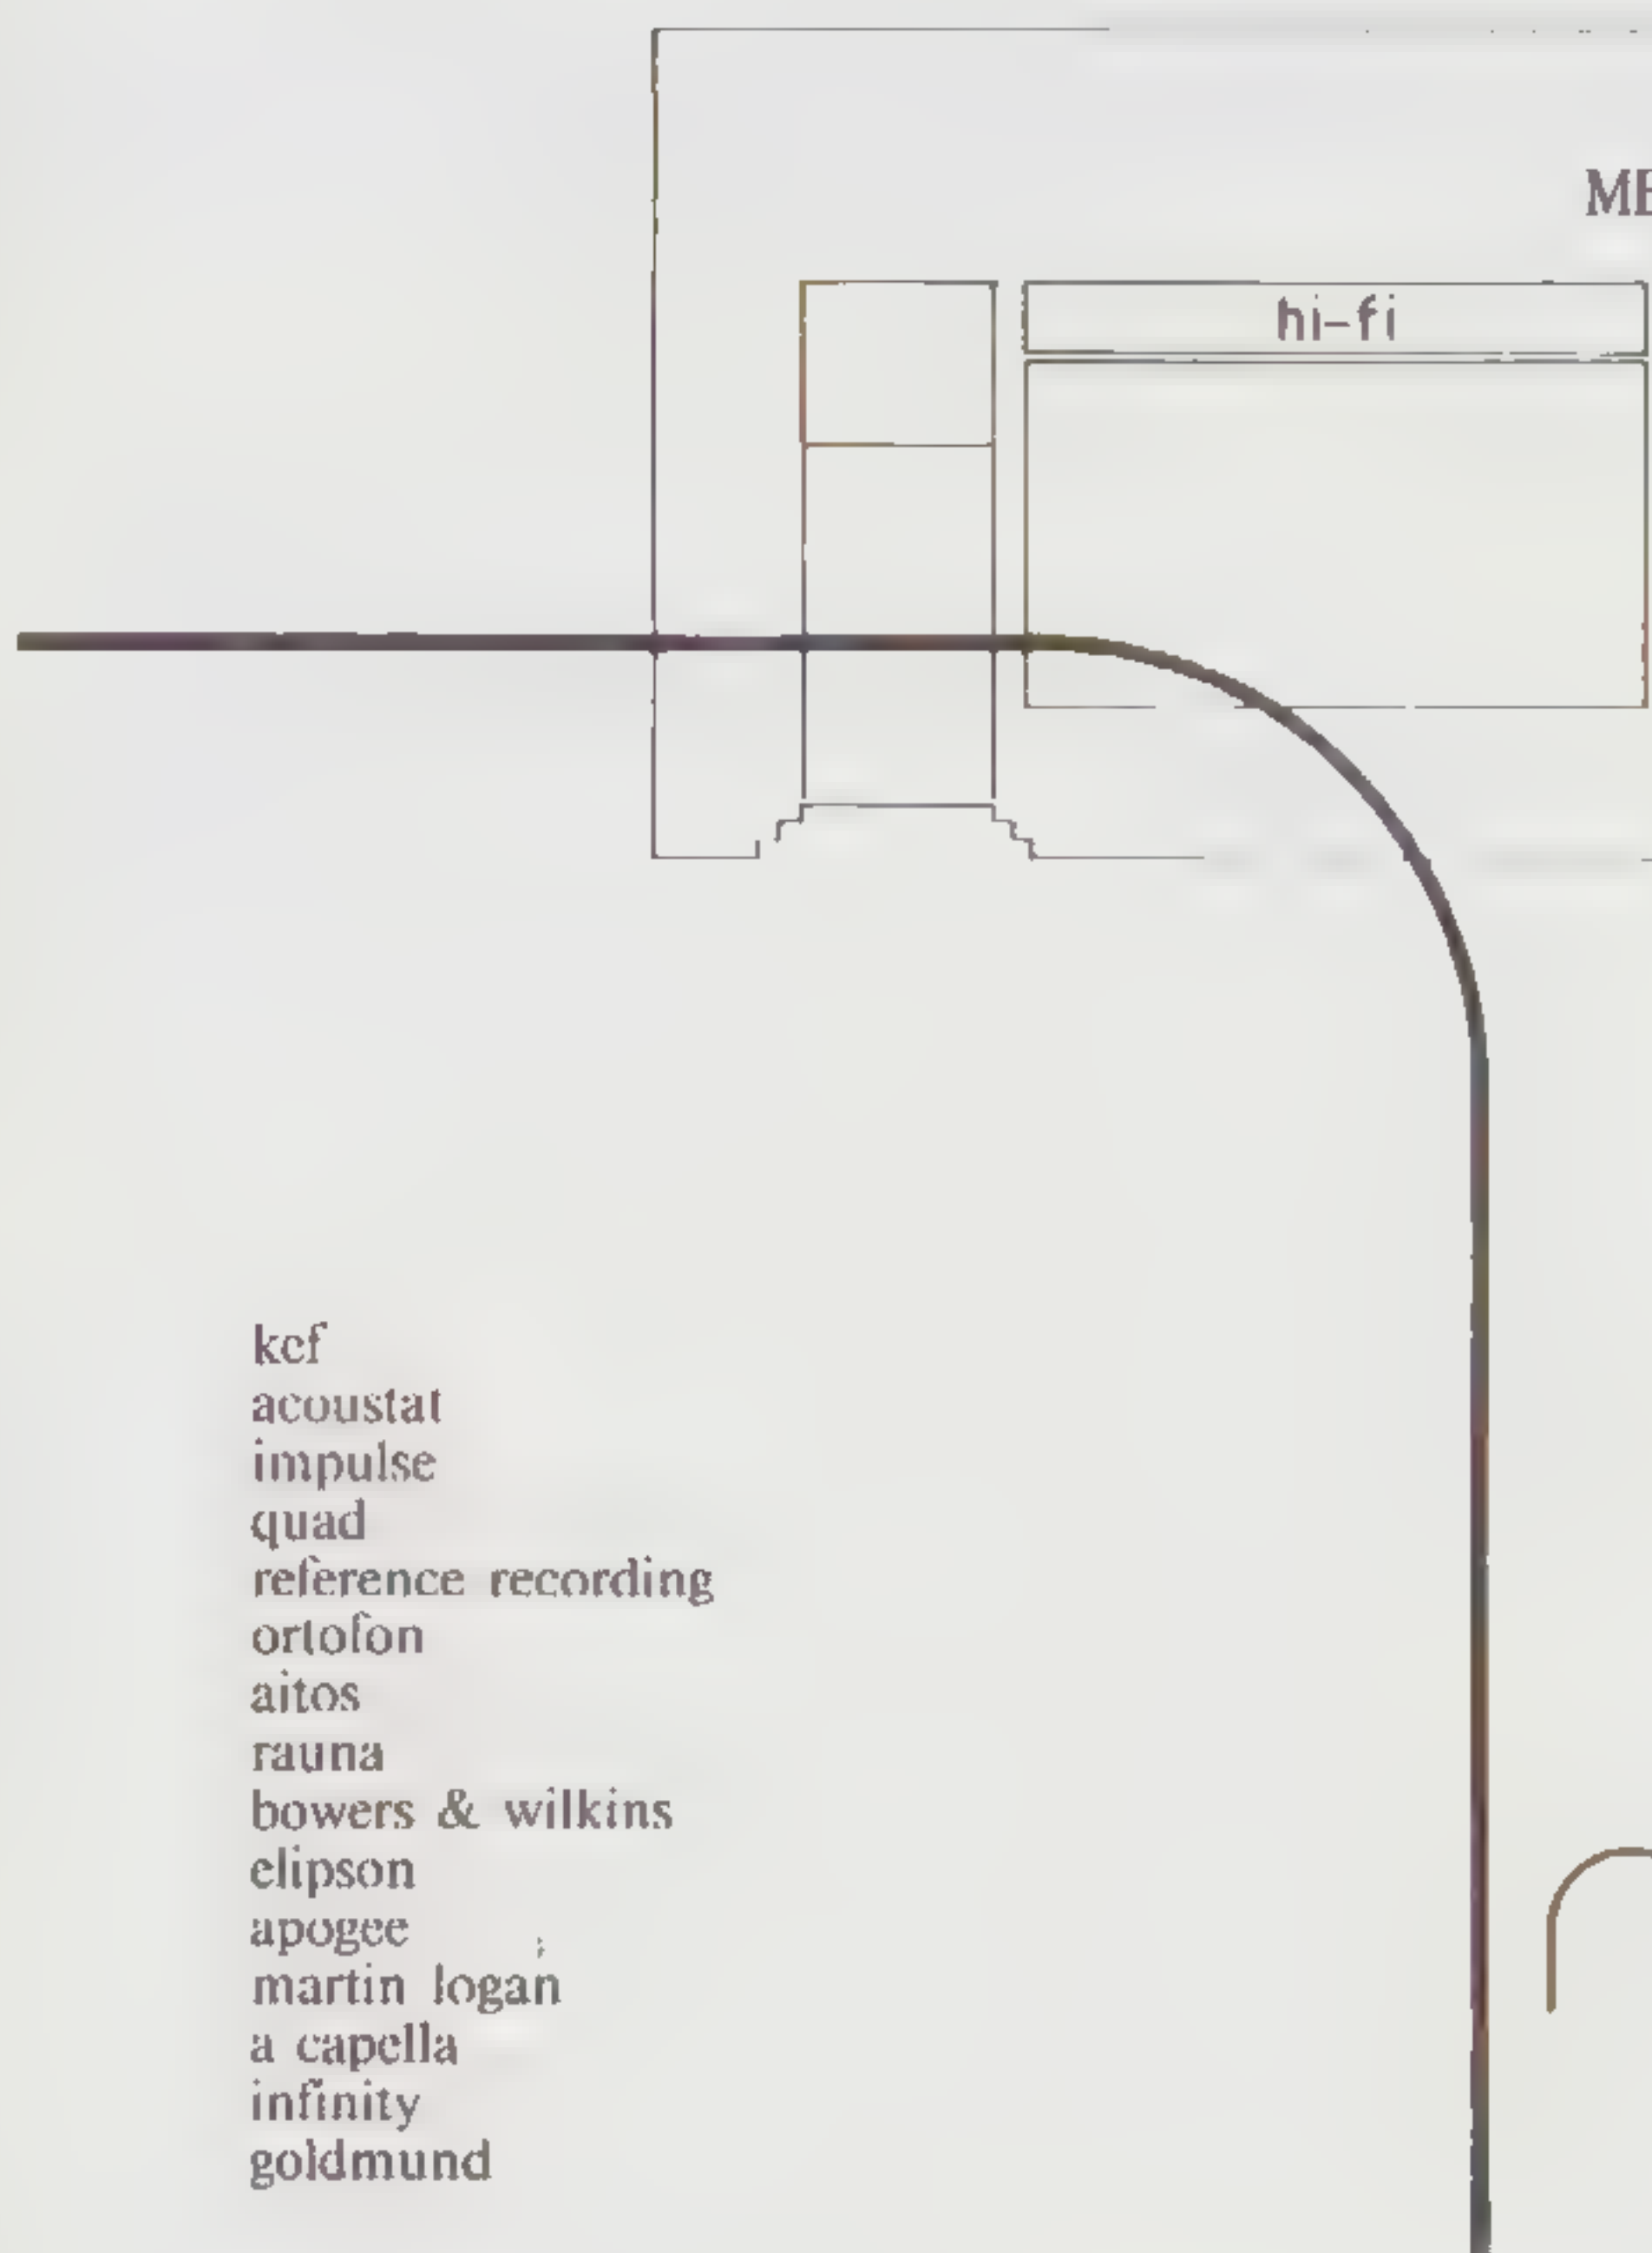 ME
hi-fi
kef
acoustat
impulse
quad
reference recording
ortofon
aitos
rauna
bowers & wilkins
elipson
apogee
martin logan
a capella
infinity
goldmund